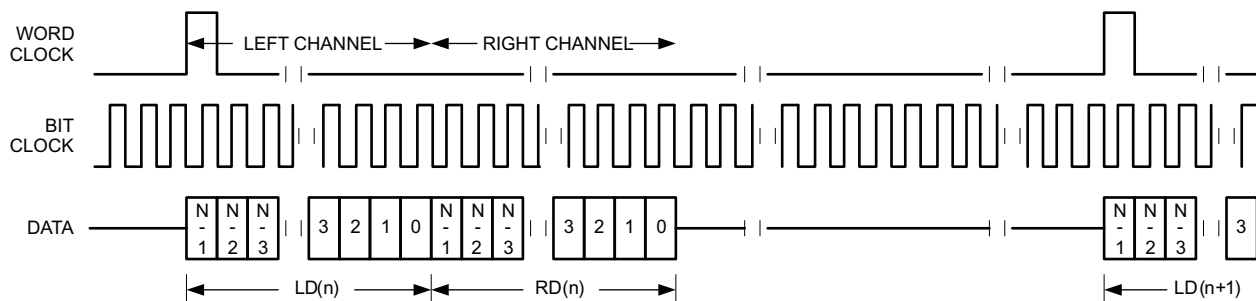 WORD
CLOCK
LEFT CHANNEL
RIGHT CHANNEL
BIT
CLOCK
DATA
N-1 N-2 N-3 3 2 1 0 N-1 N-2 N-3 3 2 1 0 N-1 N-2 N-3 3
LD(n) RD(n) LD(n+1)